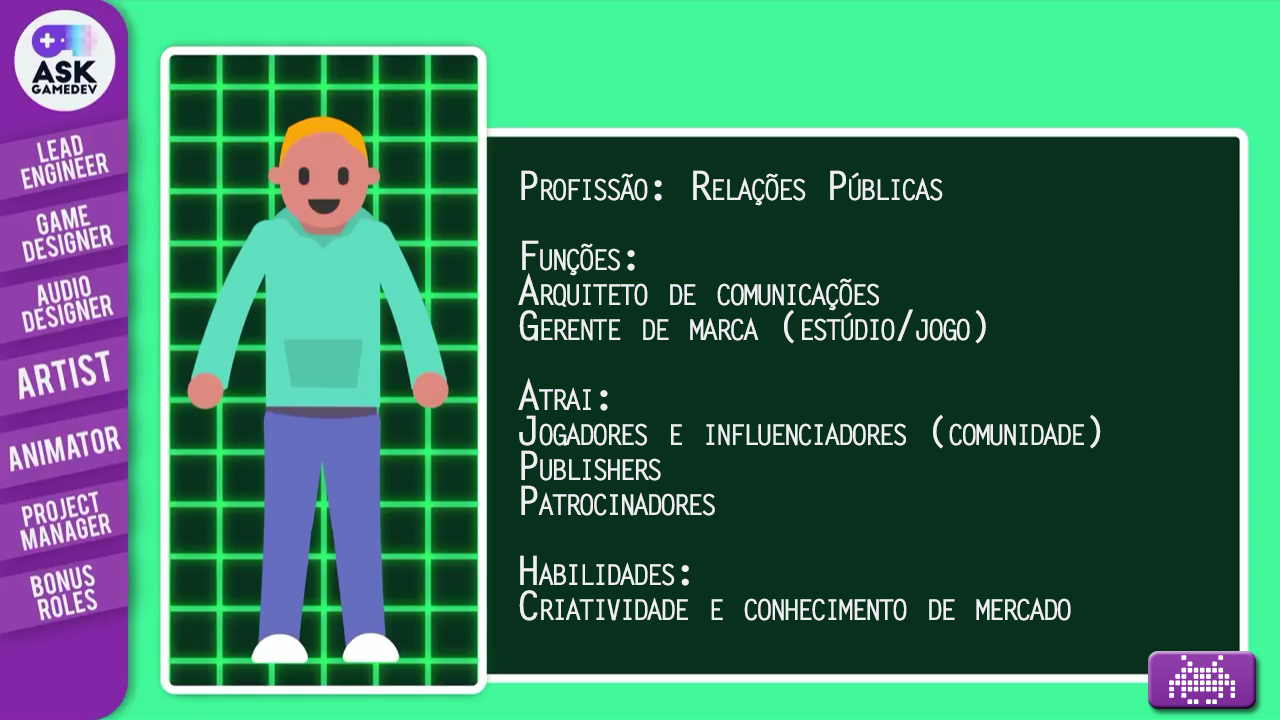 ASK
GAMEDEV
LEAD
ENGINEER
GAME
DESIGNER
AUDIO
DESIGNER
ARTIST
ANIMATOR
PROJECT
MANAGER
BONUS
ROLES
Profissão: Relações Públicas
Funções:
Arquiteto de comunicações
Gerente de marca (estúdio/jogo)
Atrai:
Jogadores e influenciadores (comunidade)
Publishers
Patrocinadores
Habilidades:
Criatividade e conhecimento de mercado